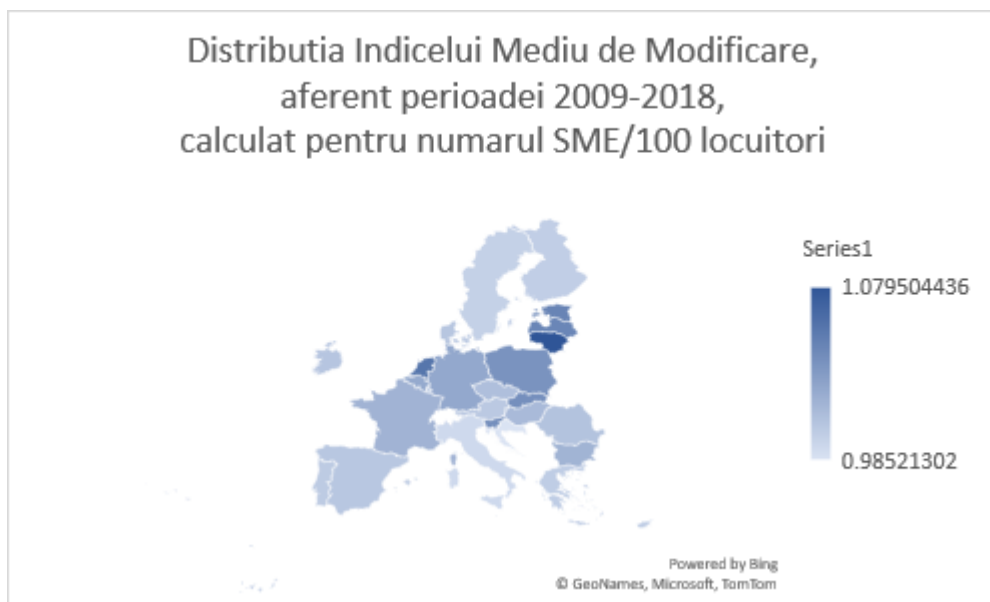 Distributia Indicelui Mediu de Modificare,
aferent perioadei 2009-2018,
calculat pentru numarul SME/100 locuitori
Series1
1.079504436
0.98521302
Powered by Bing
© GeoNames, Microsoft, TomTom